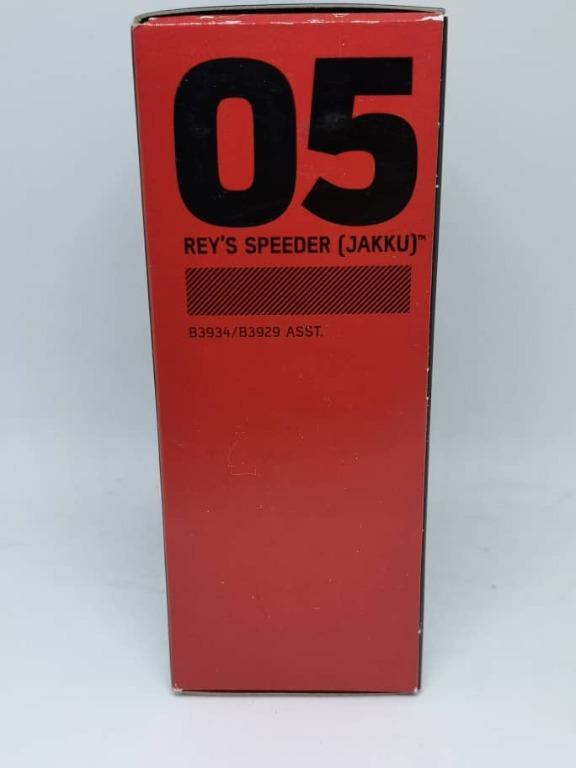 05
REY'S SPEEDER (JAKKU)™
B3934/B3929 ASST.